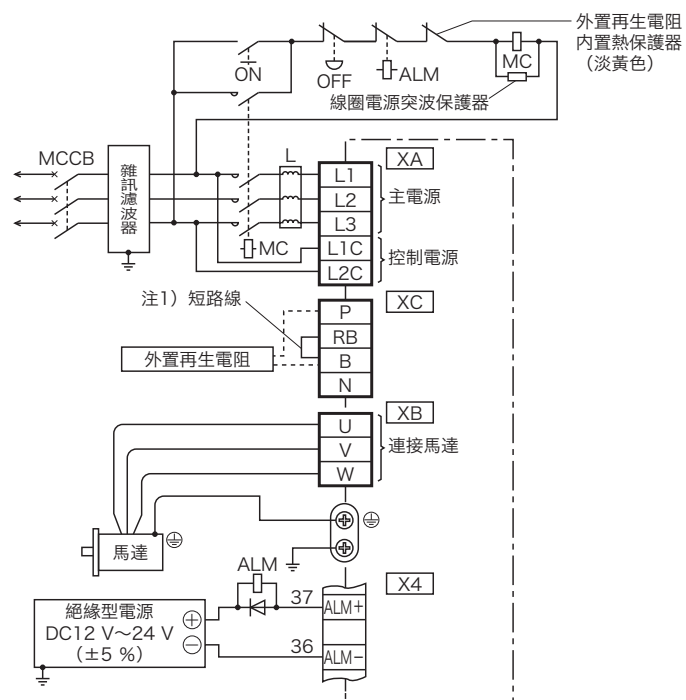 外置再生電阻
內置熱保護器
（淡黃色）
ON
OFF
ALM
MC
線圈電源突波保護器
MCCB
雜訊濾波器
L
MC
XA
L1
L2
L3
L1C
L2C
主電源
控制電源
注1）短路線
外置再生電阻
XC
P
RB
B
N
XB
U
V
W
連接馬達
馬達
ALM
X4
絕緣型電源
DC12 V～24 V
（±5 %）
37
ALM+
36
ALM−